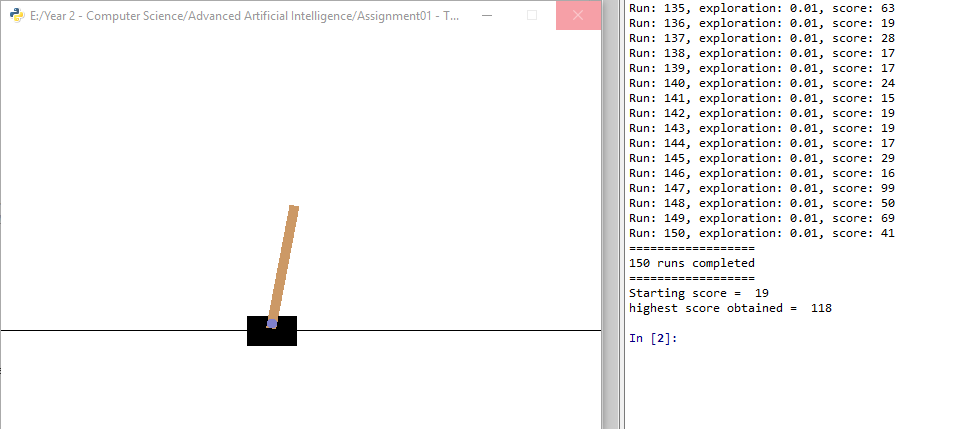 E:/Year 2 - Computer Science/Advanced Artificial Intelligence/Assignment01 - T...
Run: 135, exploration: 0.01, score: 63
Run: 136, exploration: 0.01, score: 19
Run: 137, exploration: 0.01, score: 28
Run: 138, exploration: 0.01, score: 17
Run: 139, exploration: 0.01, score: 17
Run: 140, exploration: 0.01, score: 24
Run: 141, exploration: 0.01, score: 15
Run: 142, exploration: 0.01, score: 19
Run: 143, exploration: 0.01, score: 19
Run: 144, exploration: 0.01, score: 17
Run: 145, exploration: 0.01, score: 29
Run: 146, exploration: 0.01, score: 16
Run: 147, exploration: 0.01, score: 99
Run: 148, exploration: 0.01, score: 50
Run: 149, exploration: 0.01, score: 69
Run: 150, exploration: 0.01, score: 41
==================
150 runs completed
==================
Starting score =  19
highest score obtained =  118
In [2]: